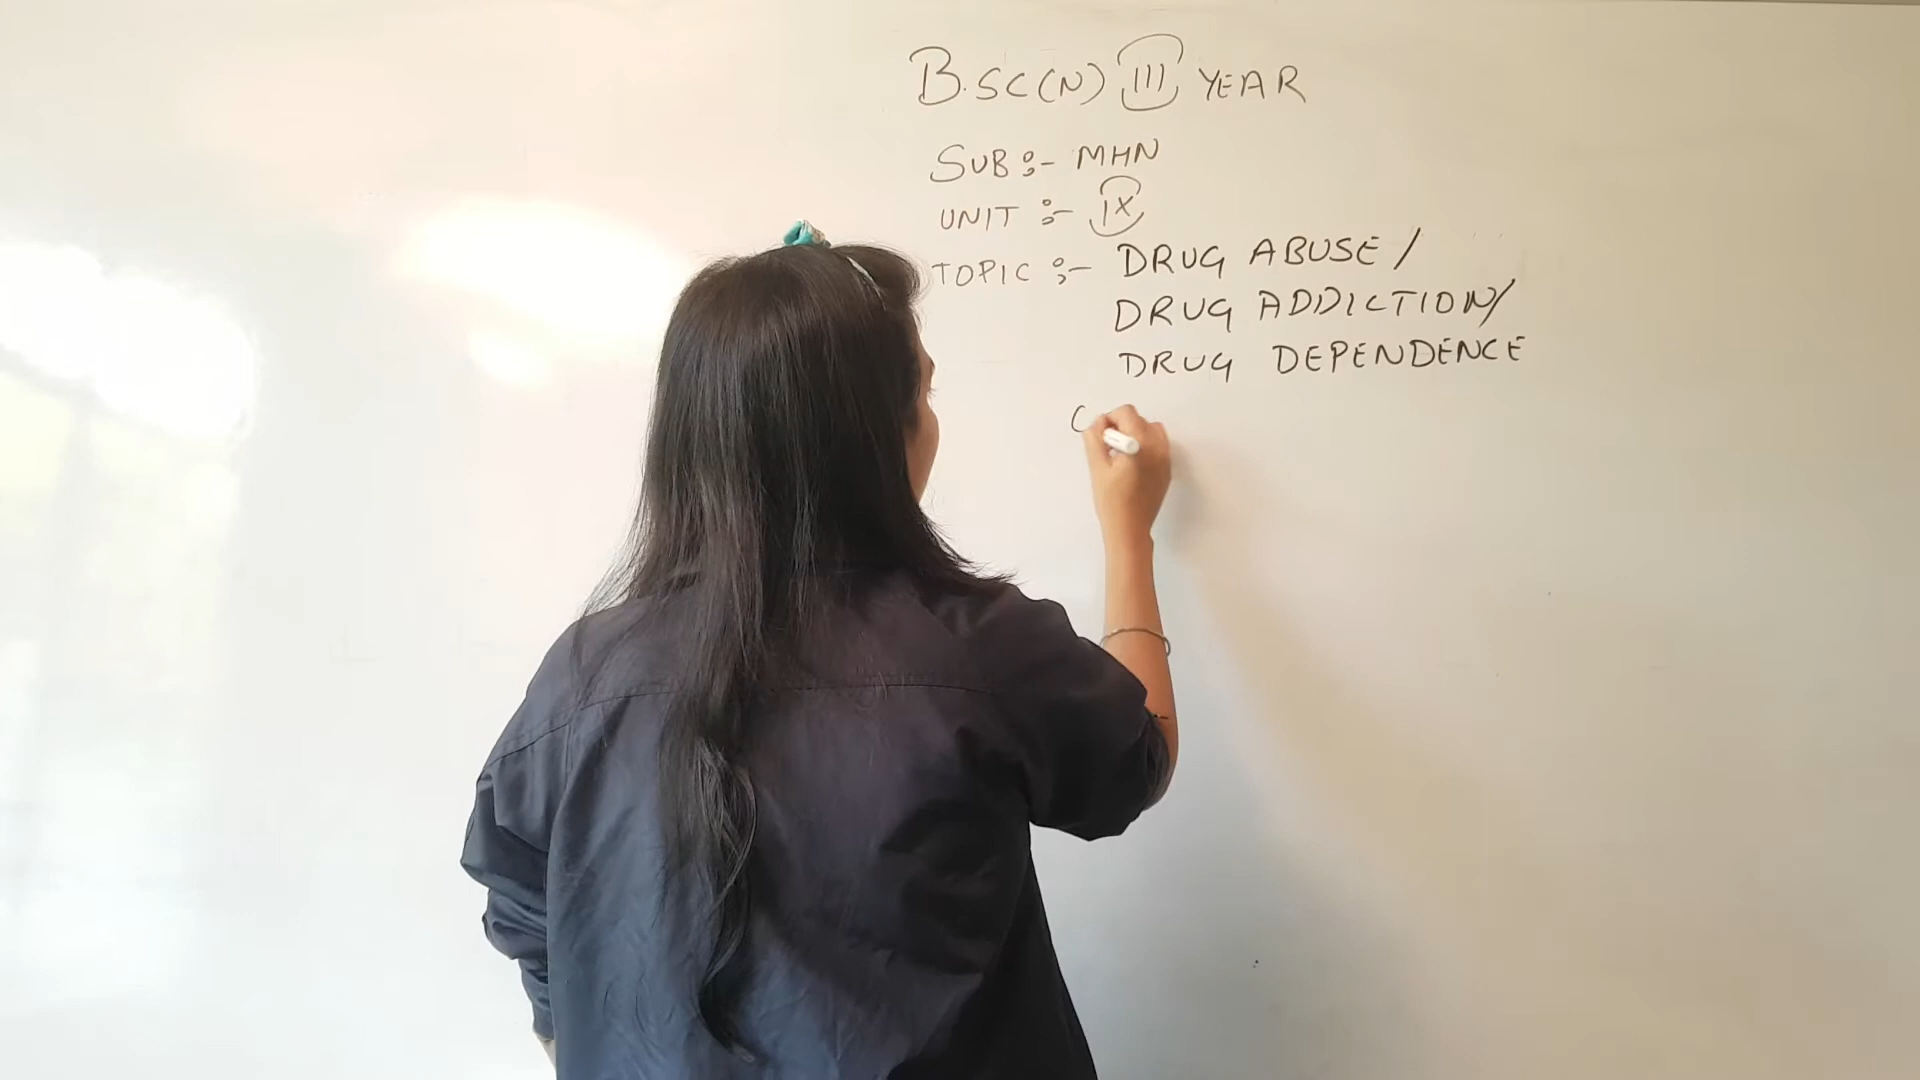 B.SC(N) III YEAR
SUB :- MHN
UNIT :- IX
TOPIC :- DRUG ABUSE /
DRUG ADDICTION/
DRUG DEPENDENCE
C